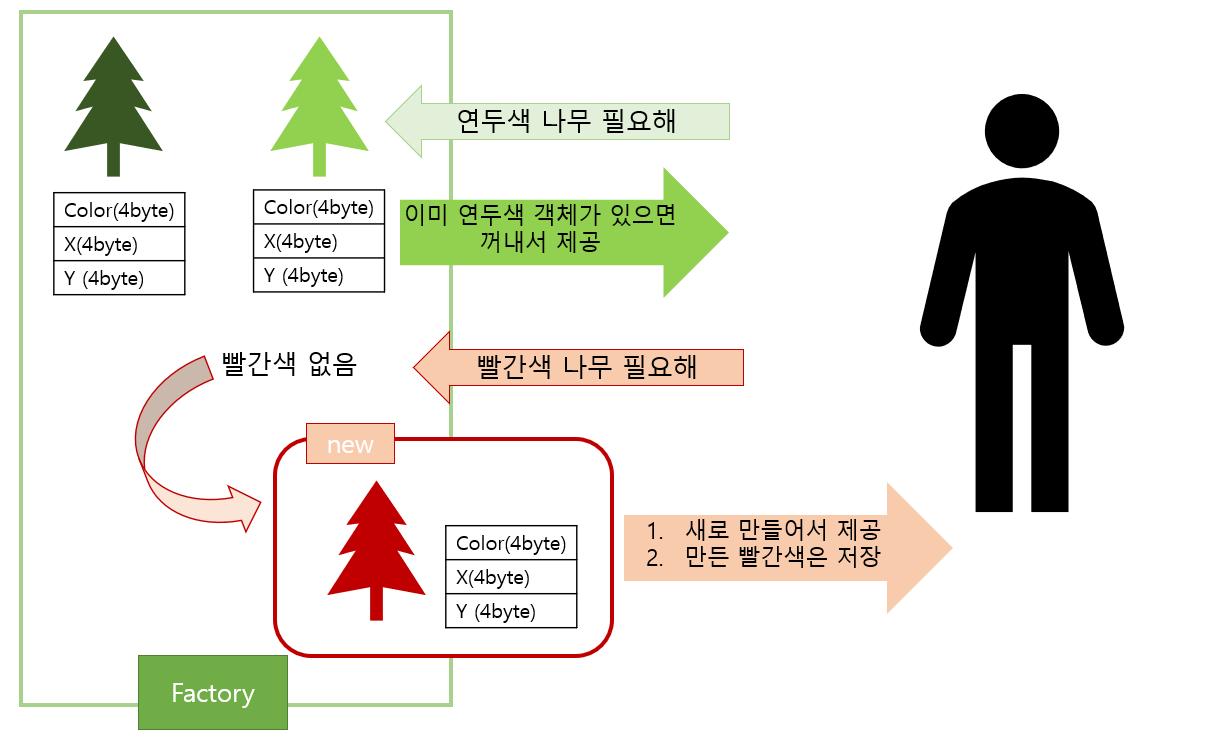 연두색 나무 필요해
Color(4byte)
X(4byte)
Y (4byte)
Color(4byte)
X(4byte)
Y (4byte)
이미 연두색 객체가 있으면
꺼내서 제공
빨간색 없음
빨간색 나무 필요해
new
Color(4byte)
X(4byte)
Y (4byte)
1. 새로 만들어서 제공
2. 만든 빨간색은 저장
Factory